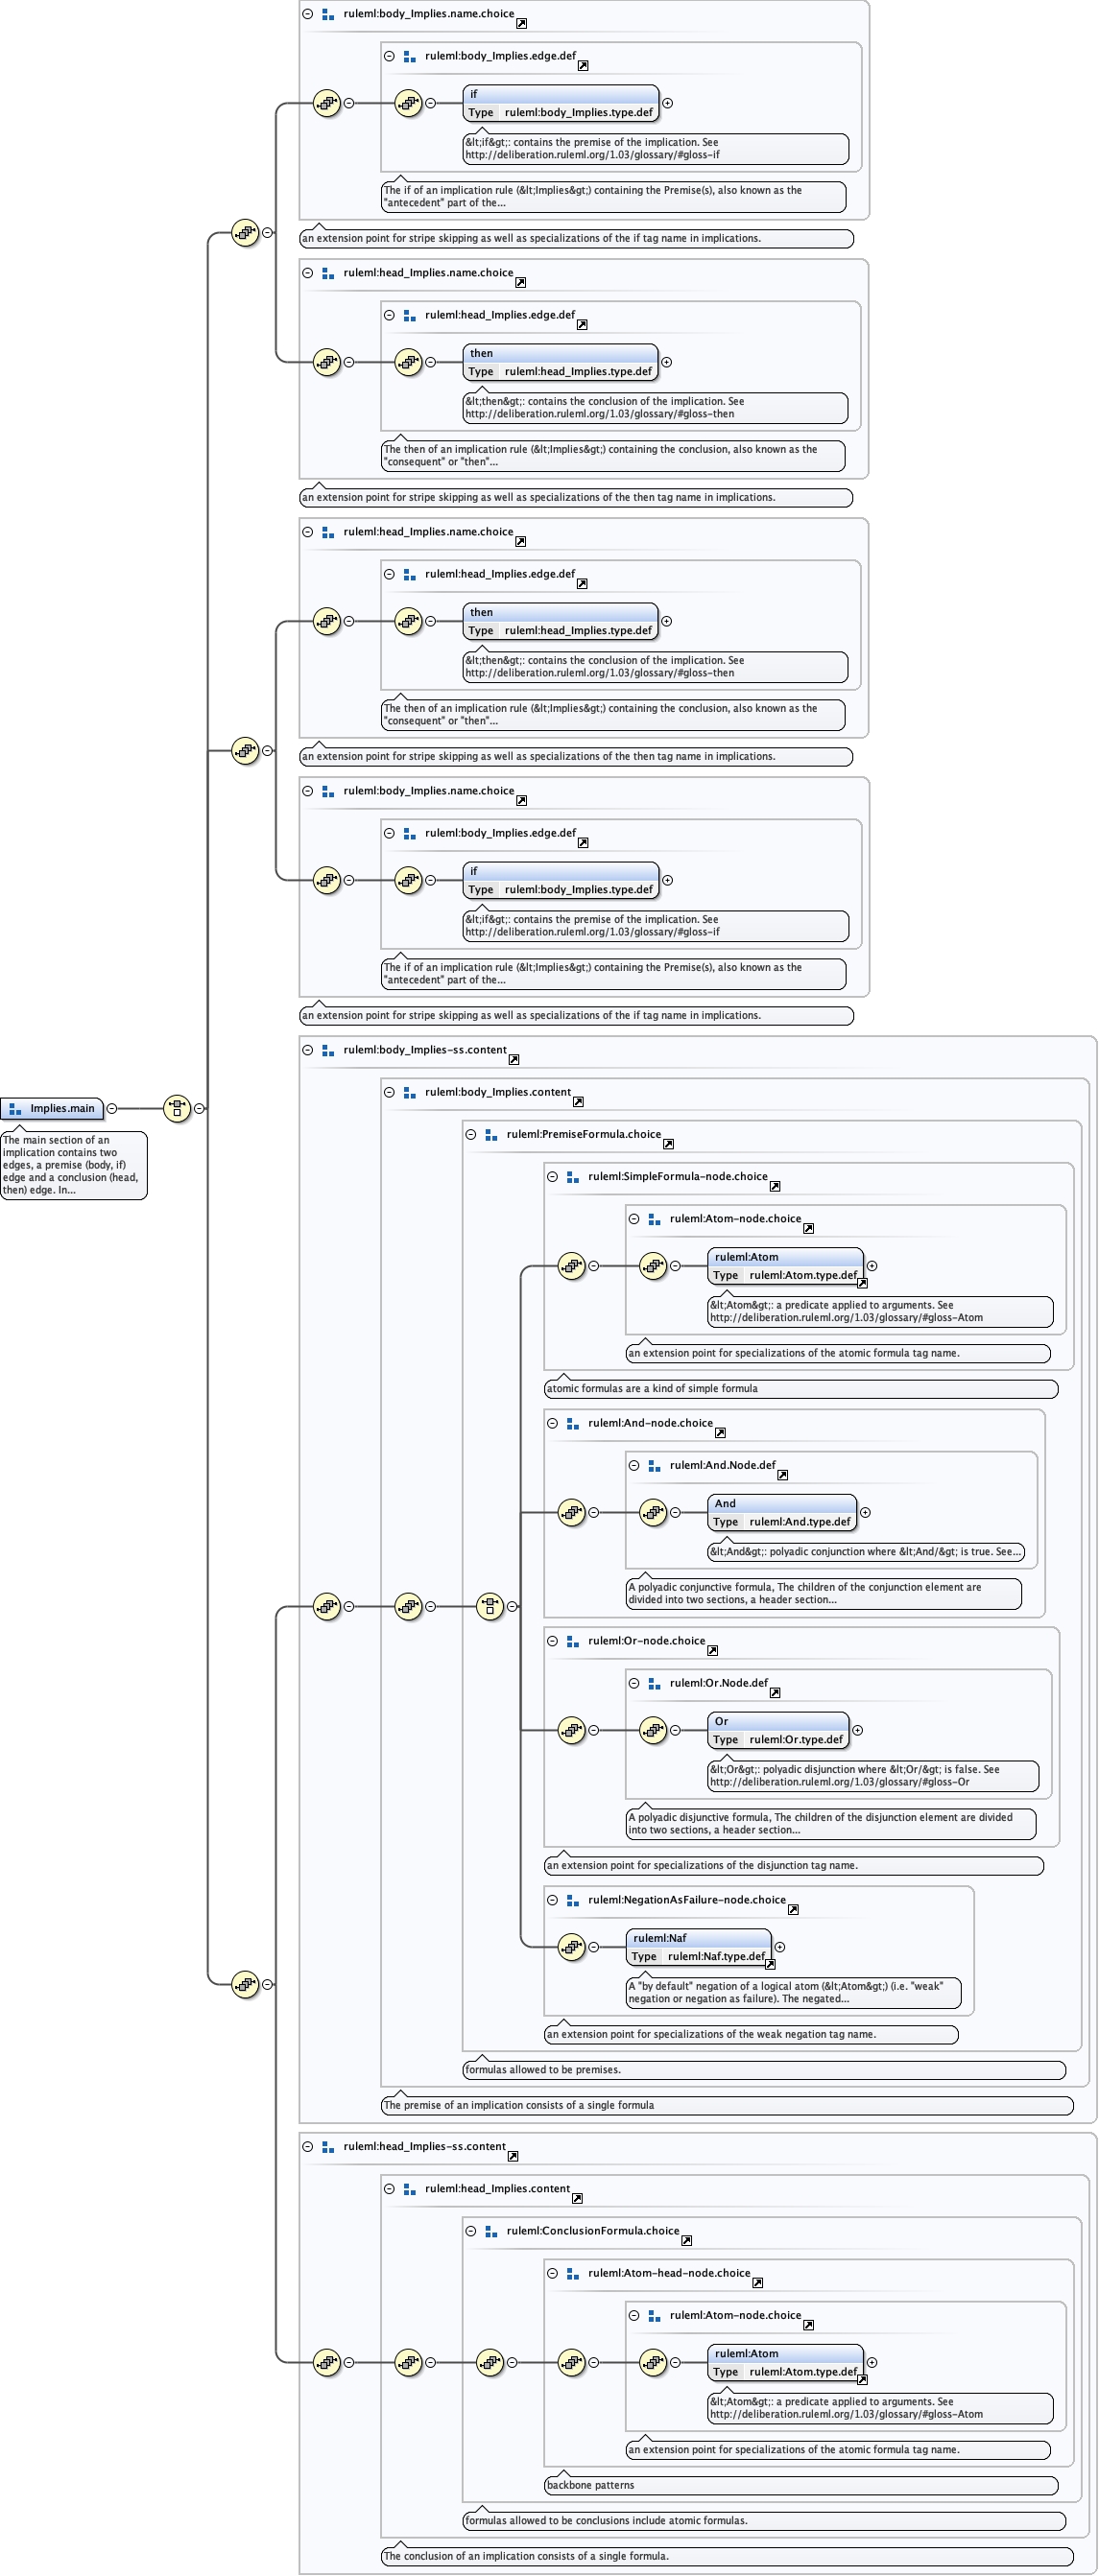 ruleml:body_Implies.name.choice
ruleml:body_Implies.edge.def
if
Type ruleml:body_Implies.type.def
&lt;if&gt;: contains the premise of the implication. See
http://deliberation.ruleml.org/1.03/glossary/#gloss-if
The if of an implication rule (&lt;Implies&gt;) containing the Premise(s), also known as the
"antecedent" part of the...
an extension point for stripe skipping as well as specializations of the if tag name in implications.
ruleml:head_Implies.name.choice
ruleml:head_Implies.edge.def
then
Type ruleml:head_Implies.type.def
&lt;then&gt;: contains the conclusion of the implication. See
http://deliberation.ruleml.org/1.03/glossary/#gloss-then
The then of an implication rule (&lt;Implies&gt;) containing the conclusion, also known as the
"consequent" or "then"...
an extension point for stripe skipping as well as specializations of the then tag name in implications.
ruleml:head_Implies.name.choice
ruleml:head_Implies.edge.def
then
Type ruleml:head_Implies.type.def
&lt;then&gt;: contains the conclusion of the implication. See
http://deliberation.ruleml.org/1.03/glossary/#gloss-then
The then of an implication rule (&lt;Implies&gt;) containing the conclusion, also known as the
"consequent" or "then"...
an extension point for stripe skipping as well as specializations of the then tag name in implications.
ruleml:body_Implies.name.choice
ruleml:body_Implies.edge.def
if
Type ruleml:body_Implies.type.def
&lt;if&gt;: contains the premise of the implication. See
http://deliberation.ruleml.org/1.03/glossary/#gloss-if
The if of an implication rule (&lt;Implies&gt;) containing the Premise(s), also known as the
"antecedent" part of the...
an extension point for stripe skipping as well as specializations of the if tag name in implications.
Implies.main
The main section of an
implication contains two
edges, a premise (body, if)
edge and a conclusion (head,
then) edge. In...
ruleml:body_Implies-ss.content
ruleml:body_Implies.content
ruleml:PremiseFormula.choice
ruleml:SimpleFormula-node.choice
ruleml:Atom-node.choice
ruleml:Atom
Type ruleml:Atom.type.def
&lt;Atom&gt;: a predicate applied to arguments. See
http://deliberation.ruleml.org/1.03/glossary/#gloss-Atom
an extension point for specializations of the atomic formula tag name.
atomic formulas are a kind of simple formula
ruleml:And-node.choice
ruleml:And.Node.def
And
Type ruleml:And.type.def
&lt;And&gt;: polyadic conjunction where &lt;And/&gt; is true. See...
A polyadic conjunctive formula, The children of the conjunction element are
divided into two sections, a header section...
ruleml:Or-node.choice
ruleml:Or.Node.def
Or
Type ruleml:Or.type.def
&lt;Or&gt;: polyadic disjunction where &lt;Or/&gt; is false. See
http://deliberation.ruleml.org/1.03/glossary/#gloss-Or
A polyadic disjunctive formula, The children of the disjunction element are divided
into two sections, a header section...
an extension point for specializations of the disjunction tag name.
ruleml:NegationAsFailure-node.choice
ruleml:Naf
Type ruleml:Naf.type.def
A "by default" negation of a logical atom (&lt;Atom&gt;) (i.e. "weak"
negation or negation as failure). The negated...
an extension point for specializations of the weak negation tag name.
formulas allowed to be premises.
The premise of an implication consists of a single formula
ruleml:head_Implies-ss.content
ruleml:head_Implies.content
ruleml:ConclusionFormula.choice
ruleml:Atom-head-node.choice
ruleml:Atom-node.choice
ruleml:Atom
Type ruleml:Atom.type.def
&lt;Atom&gt;: a predicate applied to arguments. See
http://deliberation.ruleml.org/1.03/glossary/#gloss-Atom
an extension point for specializations of the atomic formula tag name.
backbone patterns
formulas allowed to be conclusions include atomic formulas.
The conclusion of an implication consists of a single formula.